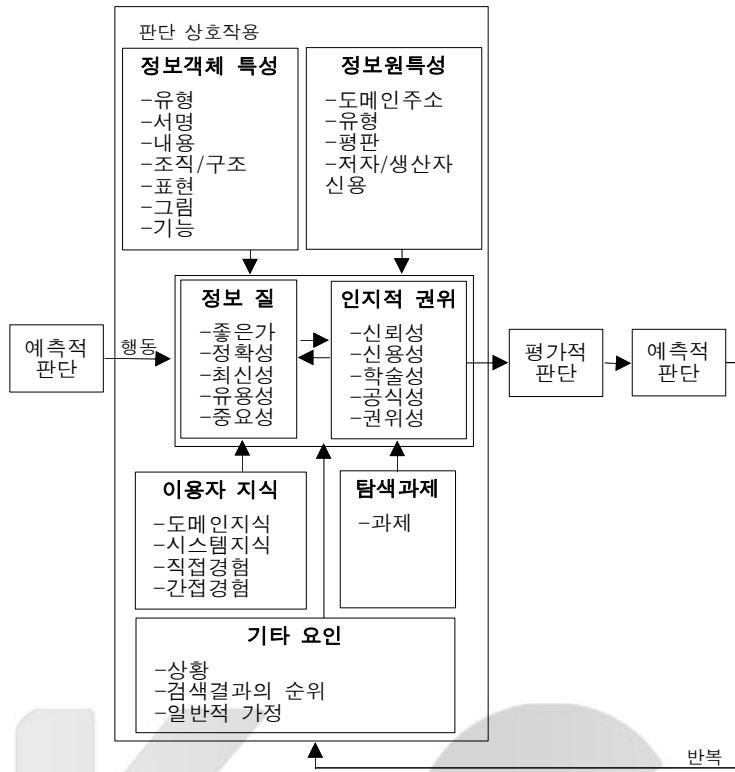 판단 상호작용
정보객체 특성
-유형
-서명
-내용
-조직/구조
-표현
-그림
-기능
정보원특성
-도메인주소
-유형
-평판
-저자/생산자
신용
예측적
판단
행동
정보 질
-좋은가
-정확성
-최신성
-유용성
-중요성
인지적 권위
-신뢰성
-신용성
-학술성
-공식성
-권위성
평가적
판단
예측적
판단
이용자 지식
-도메인지식
-시스템지식
-직접경험
-간접경험
탐색과제
-과제
기타 요인
-상황
-검색결과의 순위
-일반적 가정
반복